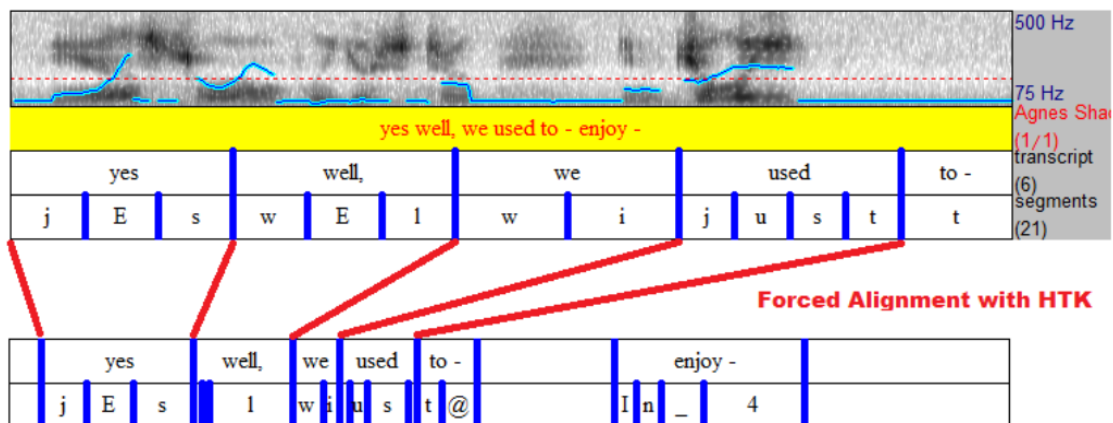 500 Hz
75 Hz
yes well, we used to - enjoy -
Agnes Shad
(1/1)
yes well, we used to -
transcript
(6)
j E s w E l w i j u s t t
segments
(21)
Forced Alignment with HTK
yes well, we used to - enjoy -
j E s l w i u s t @ I n _ 4